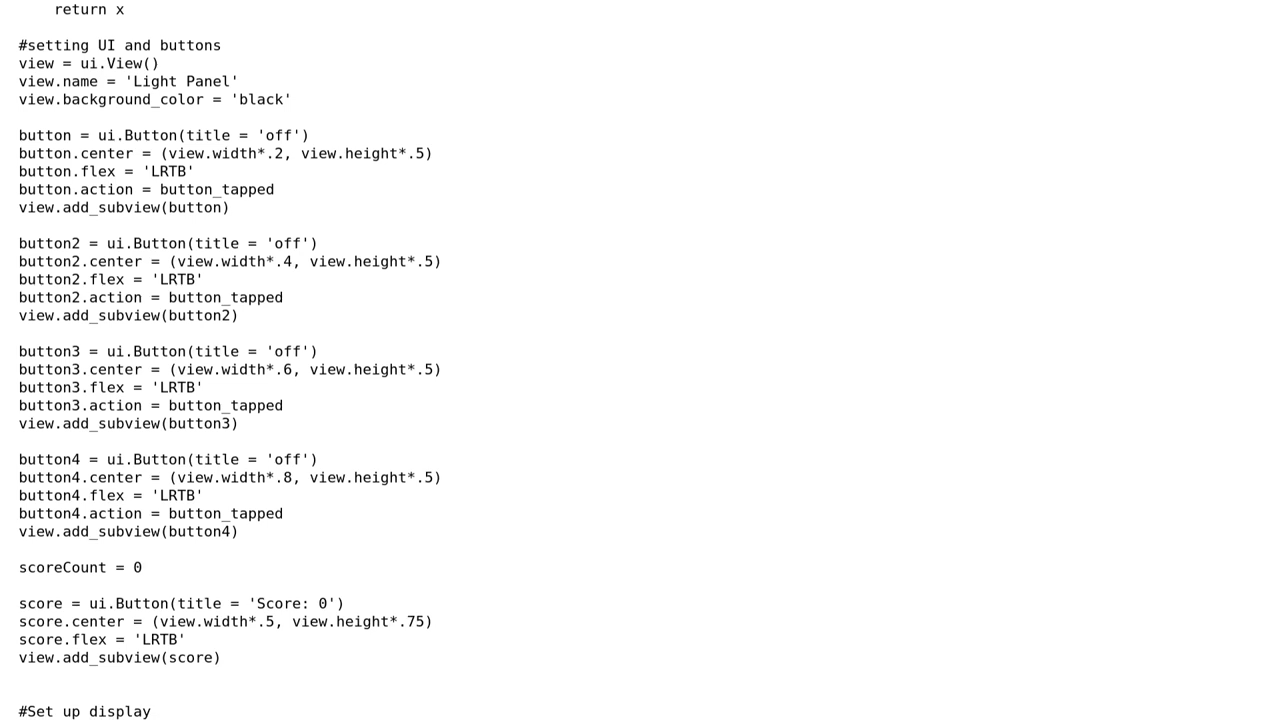 return x
#setting UI and buttons
view = ui.View()
view.name = 'Light Panel'
view.background_color = 'black'
button = ui.Button(title = 'off')
button.center = (view.width*.2, view.height*.5)
button.flex = 'LRTB'
button.action = button_tapped
view.add_subview(button)
button2 = ui.Button(title = 'off')
button2.center = (view.width*.4, view.height*.5)
button2.flex = 'LRTB'
button2.action = button_tapped
view.add_subview(button2)
button3 = ui.Button(title = 'off')
button3.center = (view.width*.6, view.height*.5)
button3.flex = 'LRTB'
button3.action = button_tapped
view.add_subview(button3)
button4 = ui.Button(title = 'off')
button4.center = (view.width*.8, view.height*.5)
button4.flex = 'LRTB'
button4.action = button_tapped
view.add_subview(button4)
scoreCount = 0
score = ui.Button(title = 'Score: 0')
score.center = (view.width*.5, view.height*.75)
score.flex = 'LRTB'
view.add_subview(score)
#Set up display